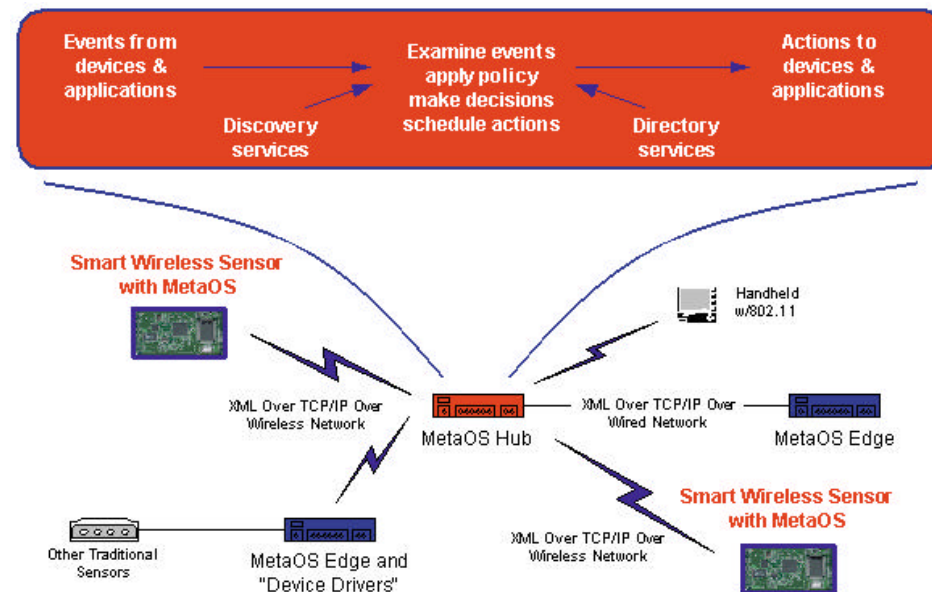 Events from
devices &
applications
Examine events
apply policy
make decisions
schedule actions
Actions to
devices &
applications
Discovery
services
Directory
services
Smart Wireless Sensor
with MetaOS
Handheld
w/802.11
XML Over TCP/IP Over
Wireless Network
MetaOS Hub
XML Over TCP/IP Over
Wired Network
MetaOS Edge
Smart Wireless Sensor
with MetaOS
Other Traditional
Sensors
MetaOS Edge and
"Device Drivers"
XML Over TCP/IP Over
Wireless Network